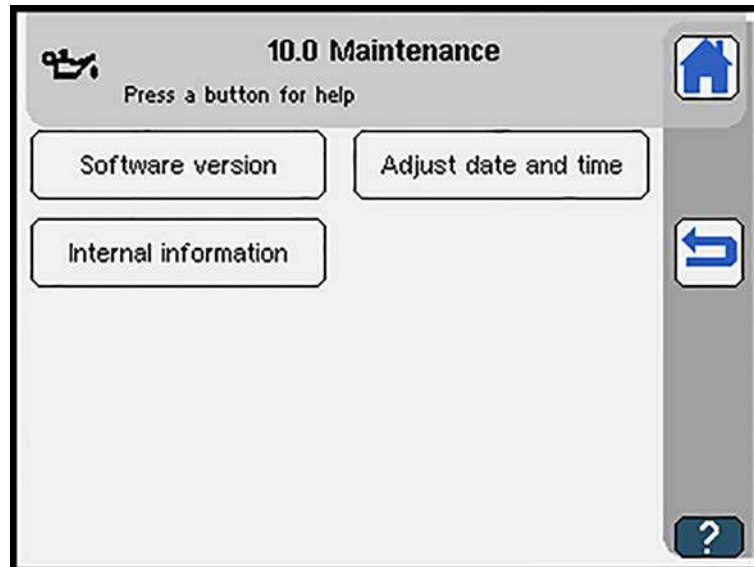 10.0 Maintenance
Press a button for help
Software version
Adjust date and time
Internal information
?